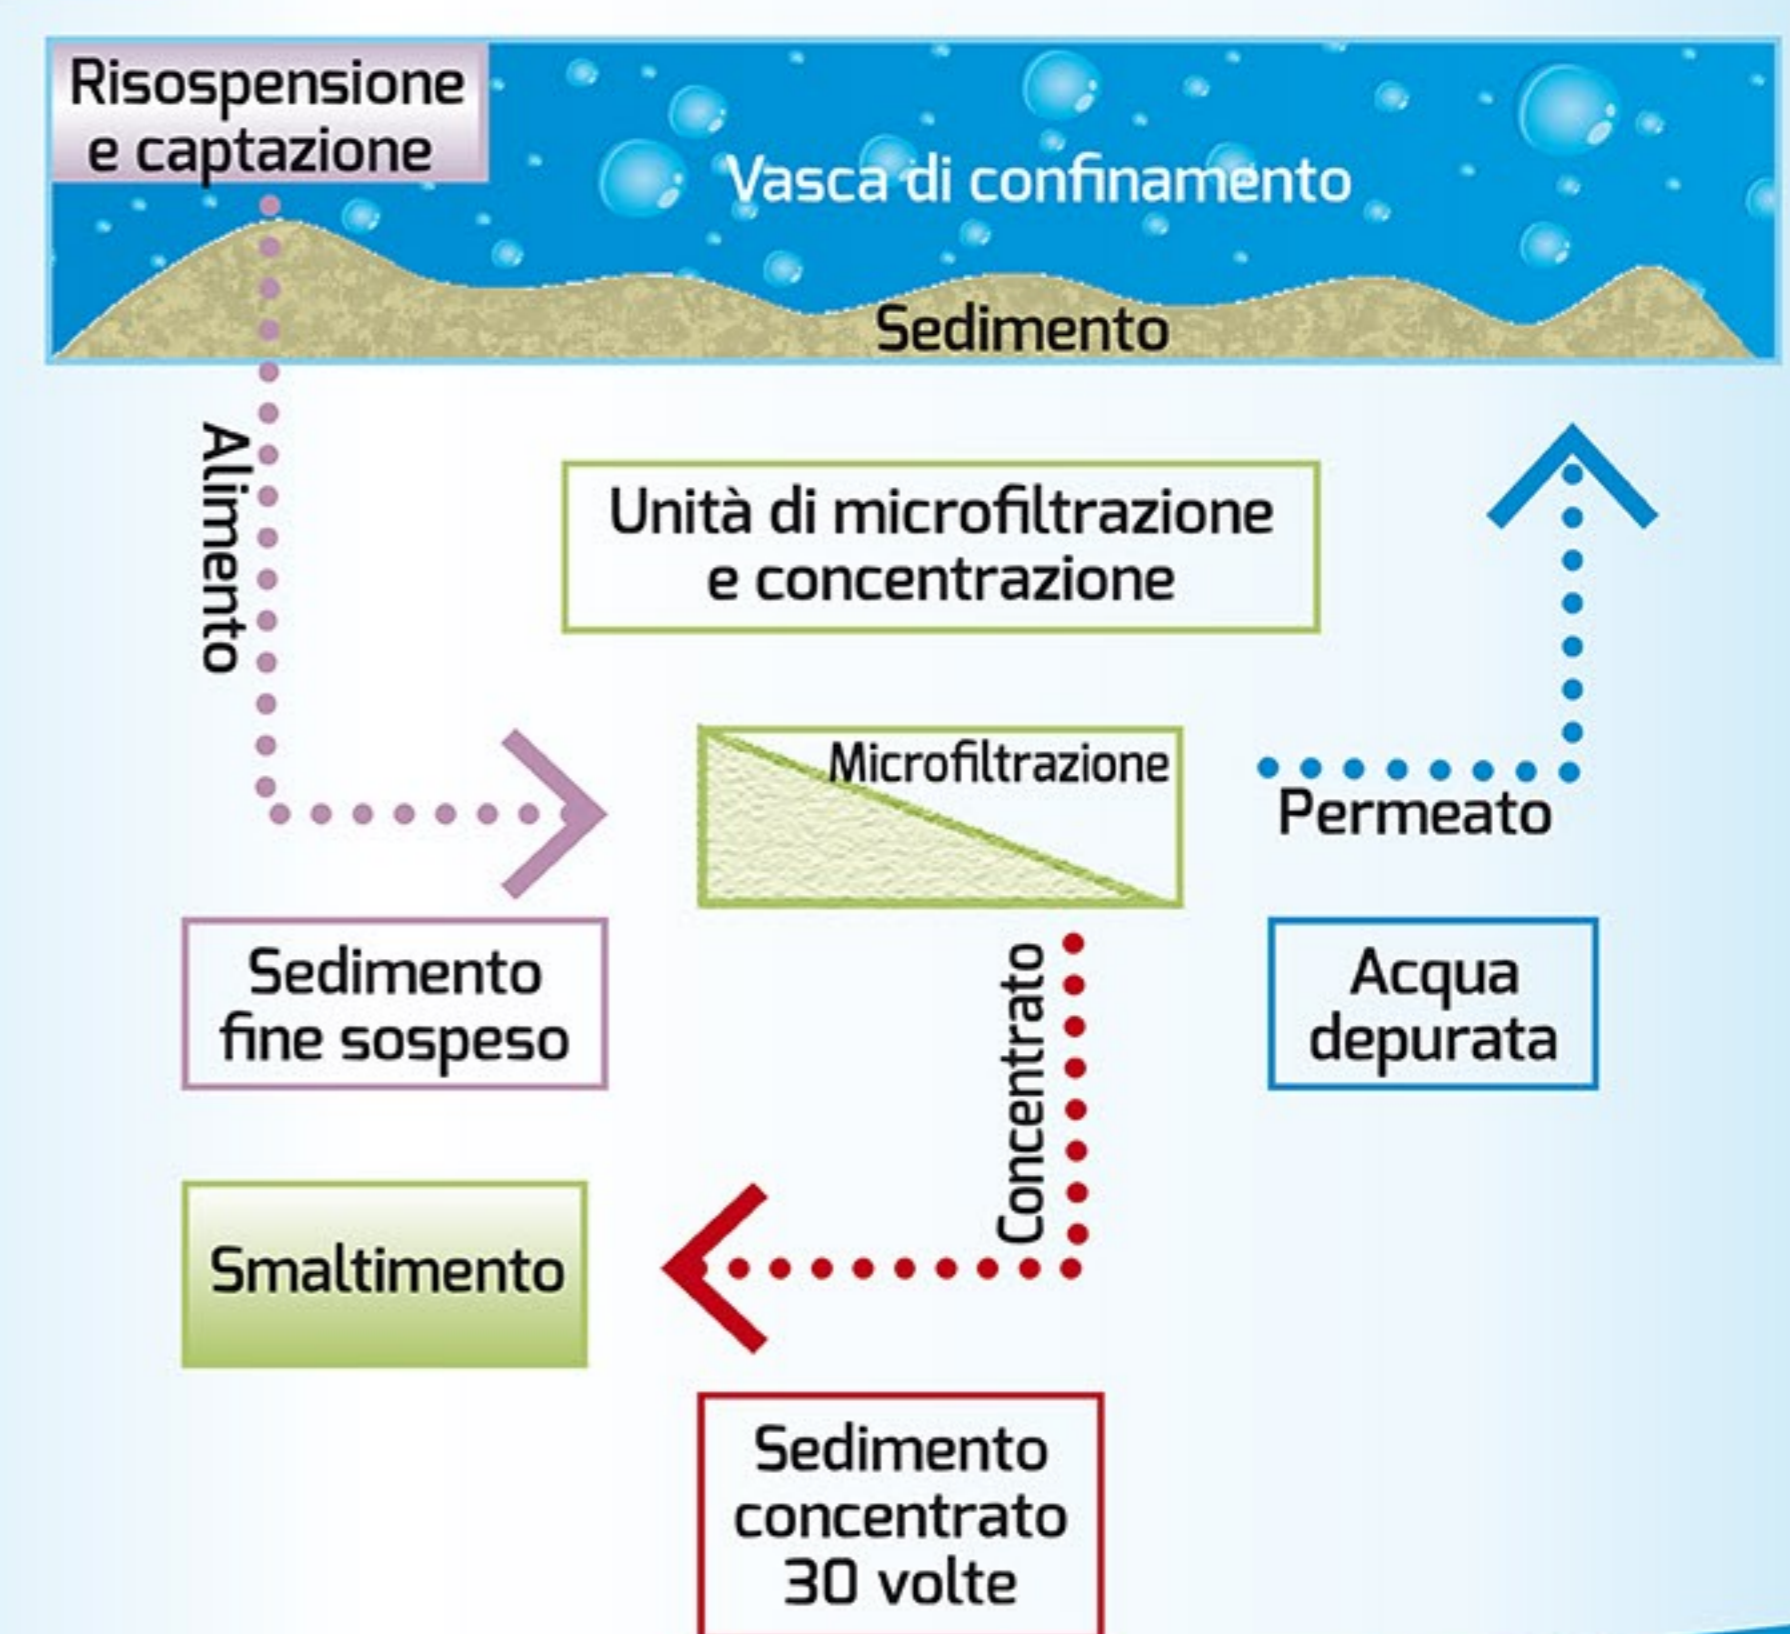 Risospensione
e captazione
Vasca di confinamento
Sedimento
Alimento
Unità di microfiltrazione
e concentrazione
Microfiltrazione
Permeato
Sedimento
fine sospeso
Concentrato
Acqua
depurata
Smaltimento
Sedimento
concentrato
30 volte